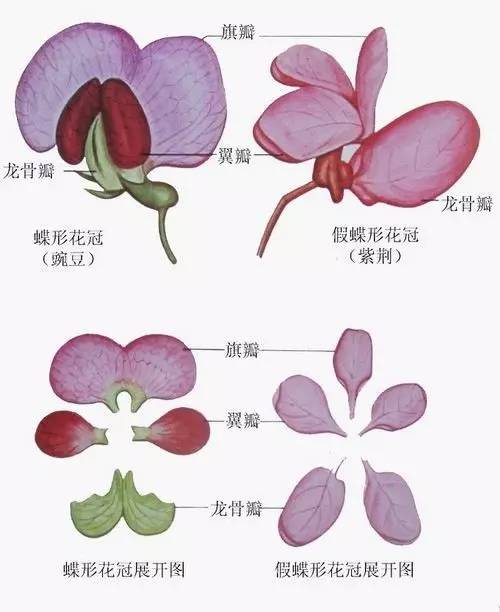 旗瓣
翼瓣
龙骨瓣
龙骨瓣
蝶形花冠
（豌豆）
假蝶形花冠
（紫荆）
旗瓣
翼瓣
龙骨瓣
蝶形花冠展开图
假蝶形花冠展开图